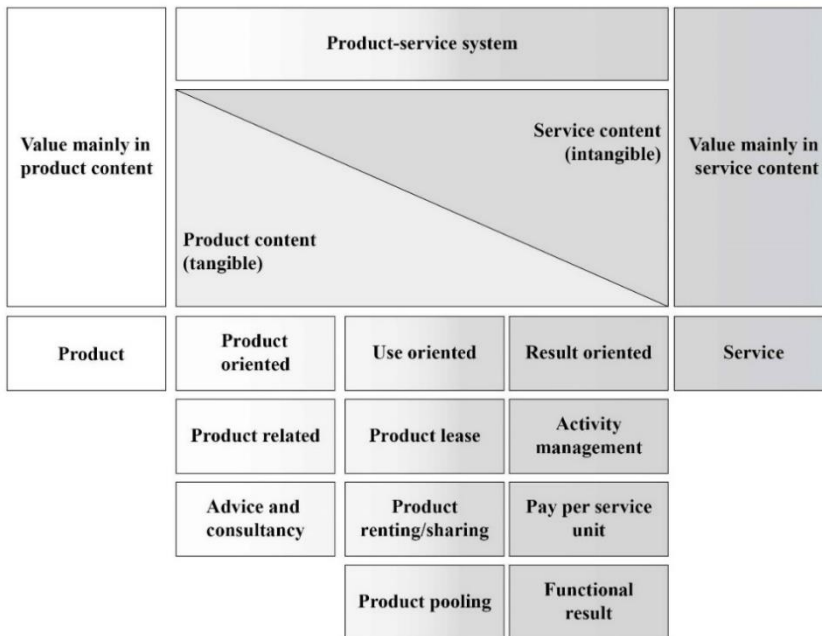 Product-service system
Value mainly in
product content
Service content
(intangible)
Value mainly in
service content
Product content
(tangible)
Product
Product
oriented
Use oriented
Result oriented
Service
Product related
Product lease
Activity
management
Advice and
consultancy
Product
renting/sharing
Pay per service
unit
Product pooling
Functional
result